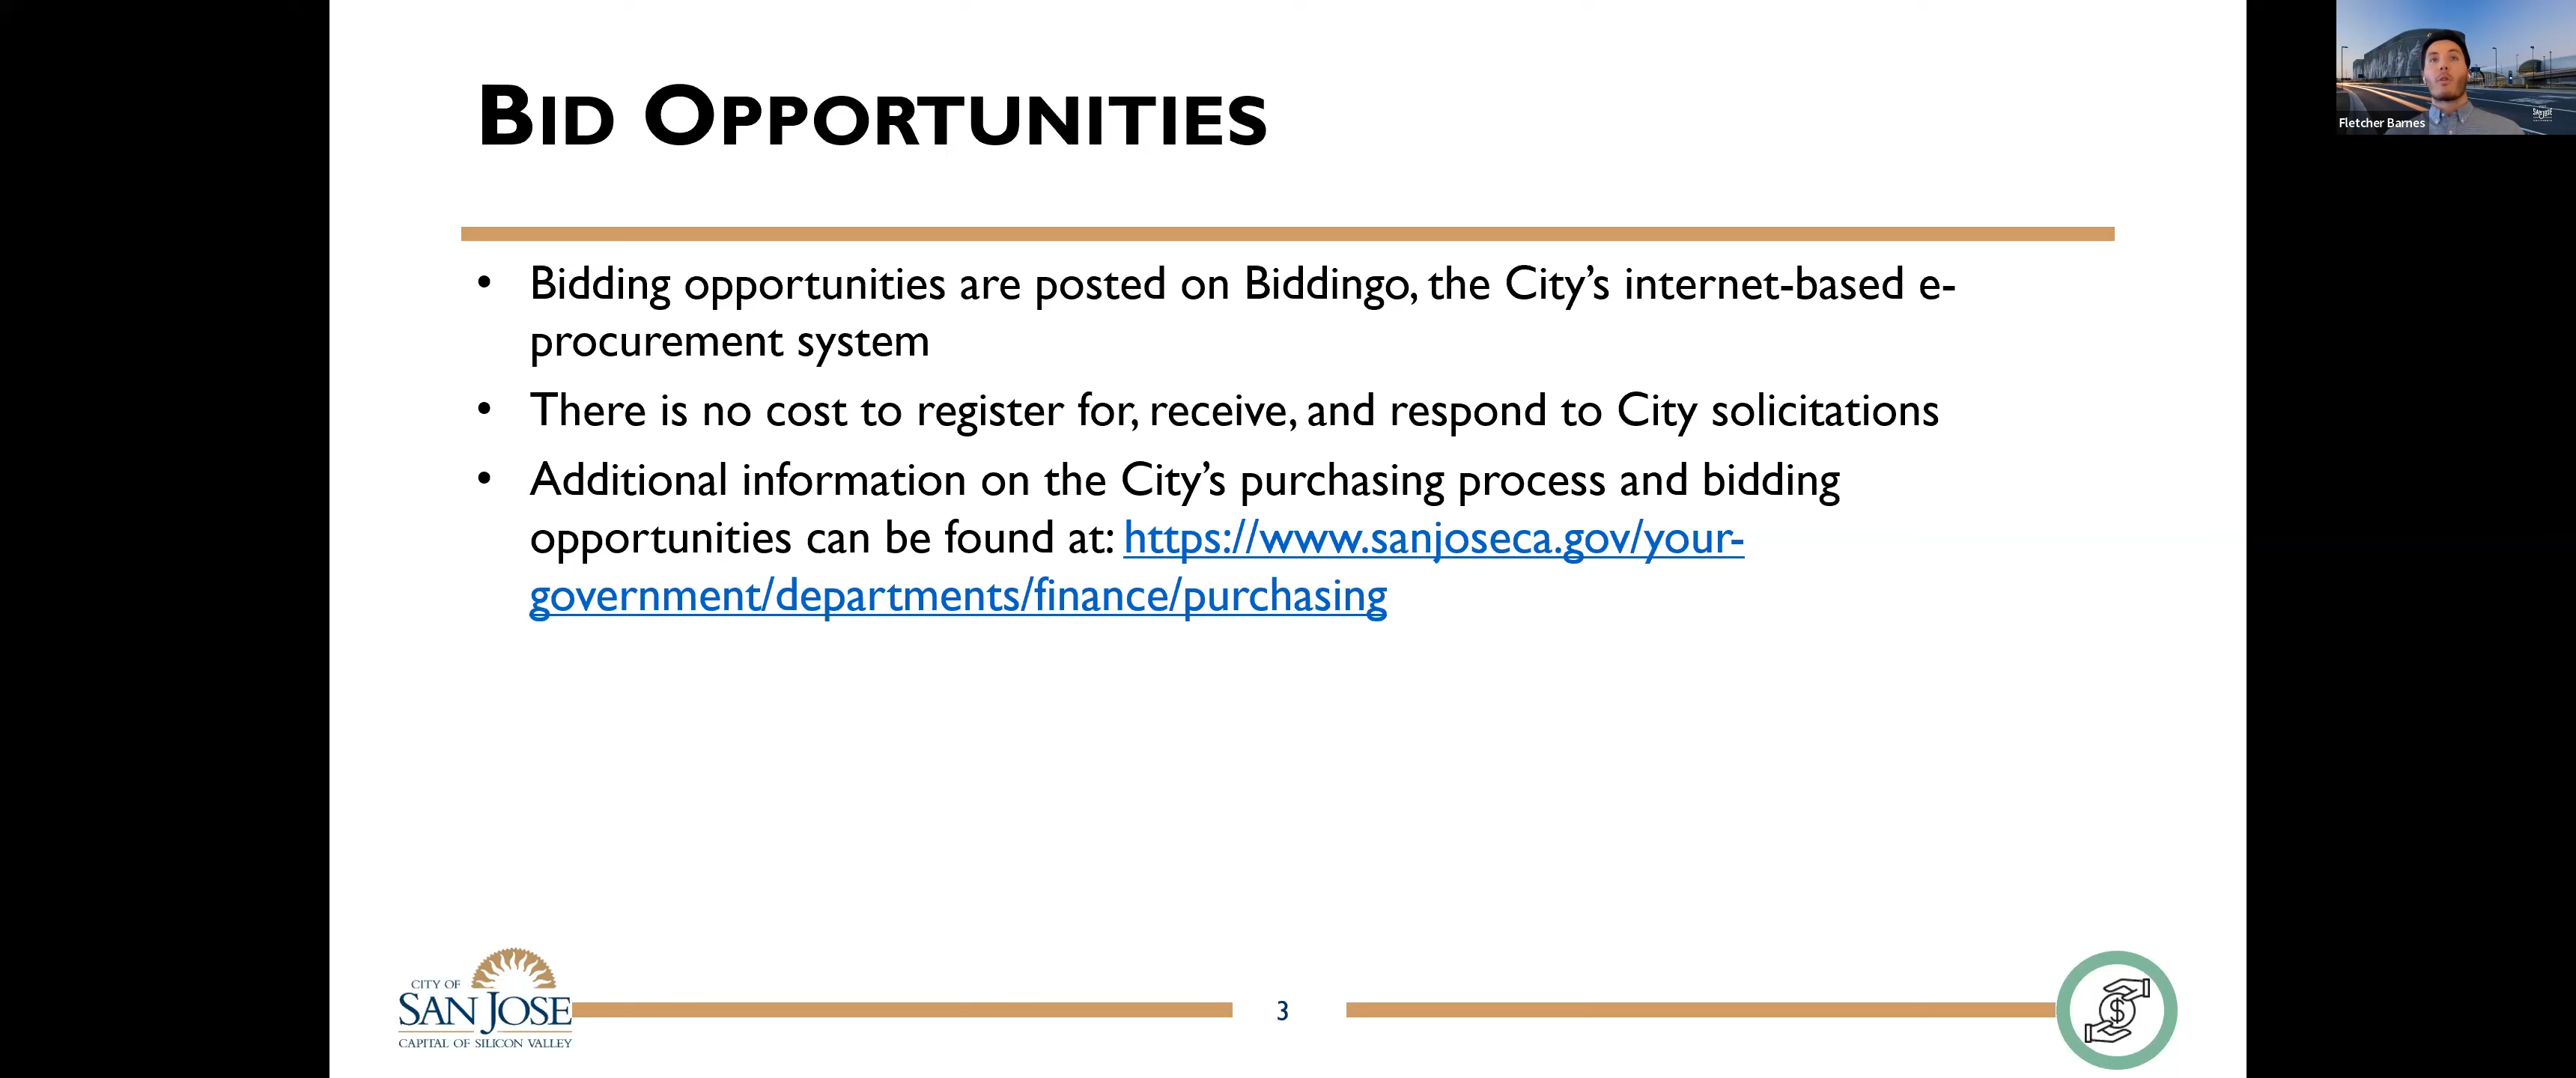 BID OPPORTUNITIES
• Bidding opportunities are posted on Biddingo, the City’s internet-based e-
procurement system
• There is no cost to register for, receive, and respond to City solicitations
• Additional information on the City’s purchasing process and bidding
opportunities can be found at: https://www.sanjoseca.gov/your-
government/departments/finance/purchasing
Fletcher Barnes
SAN JOSE
CITY OF
SAN JOSE
CAPITAL OF SILICON VALLEY
3
$